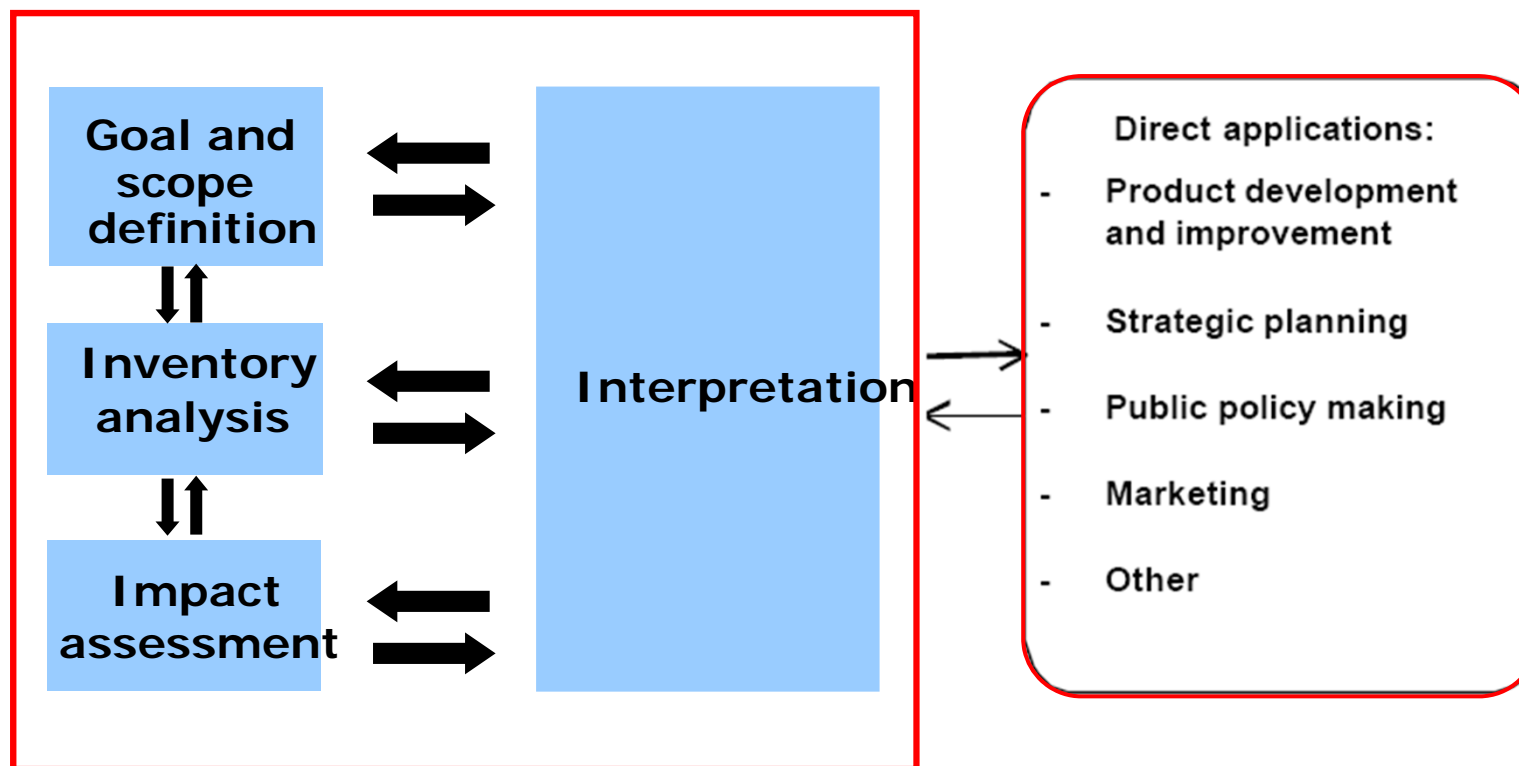 Goal and
scope
definition
Inventory
analysis
Impact
assessment
Interpretation
Direct applications:
- Product development
and improvement
- Strategic planning
- Public policy making
- Marketing
- Other